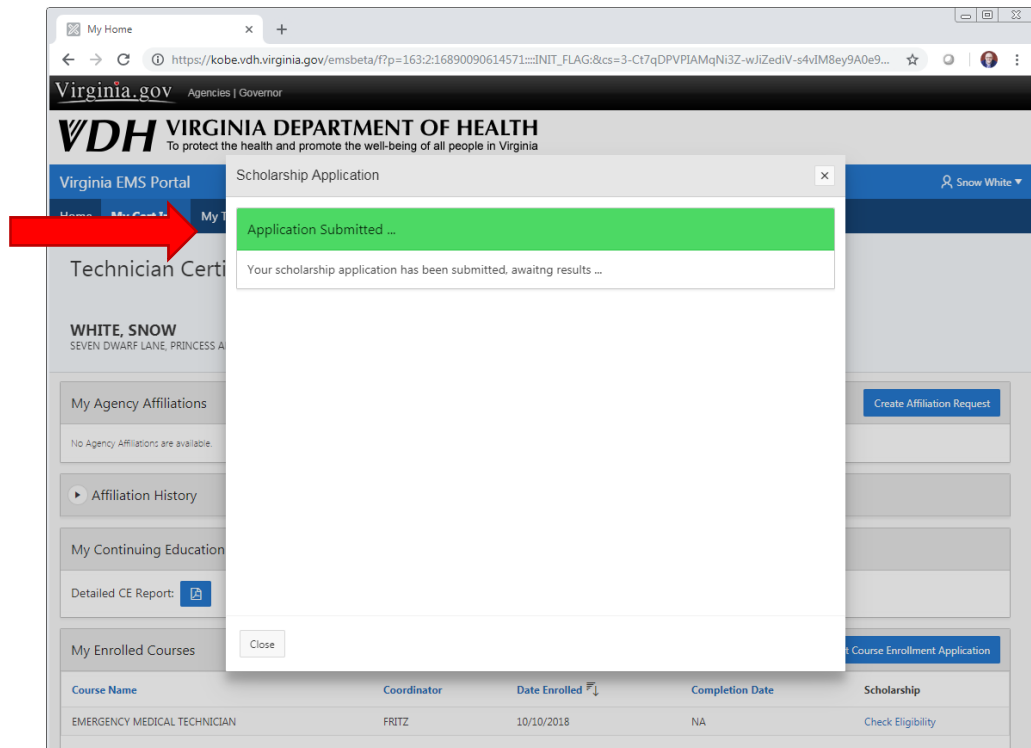 My Home
https://kobe.vdh.virginia.gov/emsbeta/f?p=163:2:16890090614571::::INIT_FLAG:&cs=3-Ct7qDPVPIAMqNi3Z-wJiZediV-s4vIM8ey9A0e9...
Virginia.gov Agencies | Governor
VDH VIRGINIA DEPARTMENT OF HEALTH
To protect the health and promote the well-being of all people in Virginia
Virginia EMS Portal
Snow White
Home My Cert My T
Scholarship Application
Application Submitted ...
Your scholarship application has been submitted, awaitng results ...
Close
Technician Certi
WHITE, SNOW
SEVEN DWARF LANE, PRINCESS A
My Agency Affiliations Create Affiliation Request
No Agency Affiliations are available.
Affiliation History
My Continuing Education
Detailed CE Report:
My Enrolled Courses t Course Enrollment Application
Course Name Coordinator Date Enrolled Completion Date Scholarship
EMERGENCY MEDICAL TECHNICIAN FRITZ 10/10/2018 NA Check Eligibility